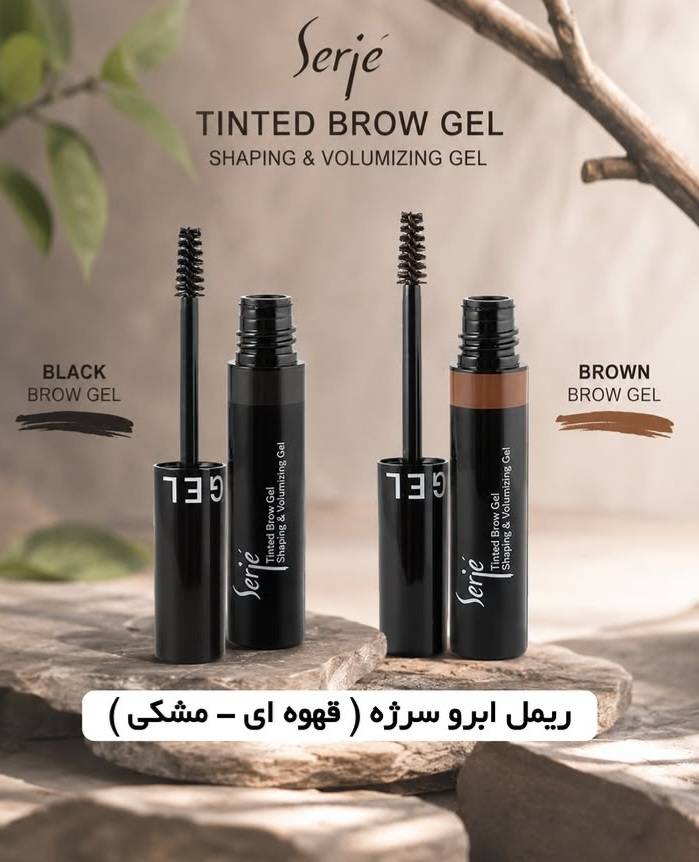 Serjé
TINTED BROW GEL
SHAPING & VOLUMIZING GEL
BLACK
BROW GEL
BROWN
BROW GEL
GEL
Serjé
Tinted Brow Gel
Shaping & Volumizing Gel
GEL
Serjé
Tinted Brow Gel
Shaping & Volumizing Gel
ریمل ابرو سرژه ( قهوه ای – مشکی )